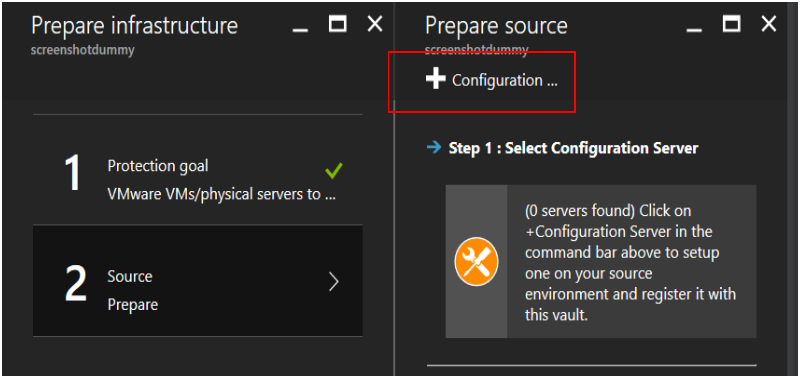 Prepare infrastructure
screenshotdummy
1
Protection goal
VMware VMs/physical servers to ...
2
Source
Prepare
Prepare source
screenshotdummy
Configuration ...
Step 1 : Select Configuration Server
(0 servers found) Click on
+Configuration Server in the
command bar above to setup
one on your source
environment and register it with
this vault.